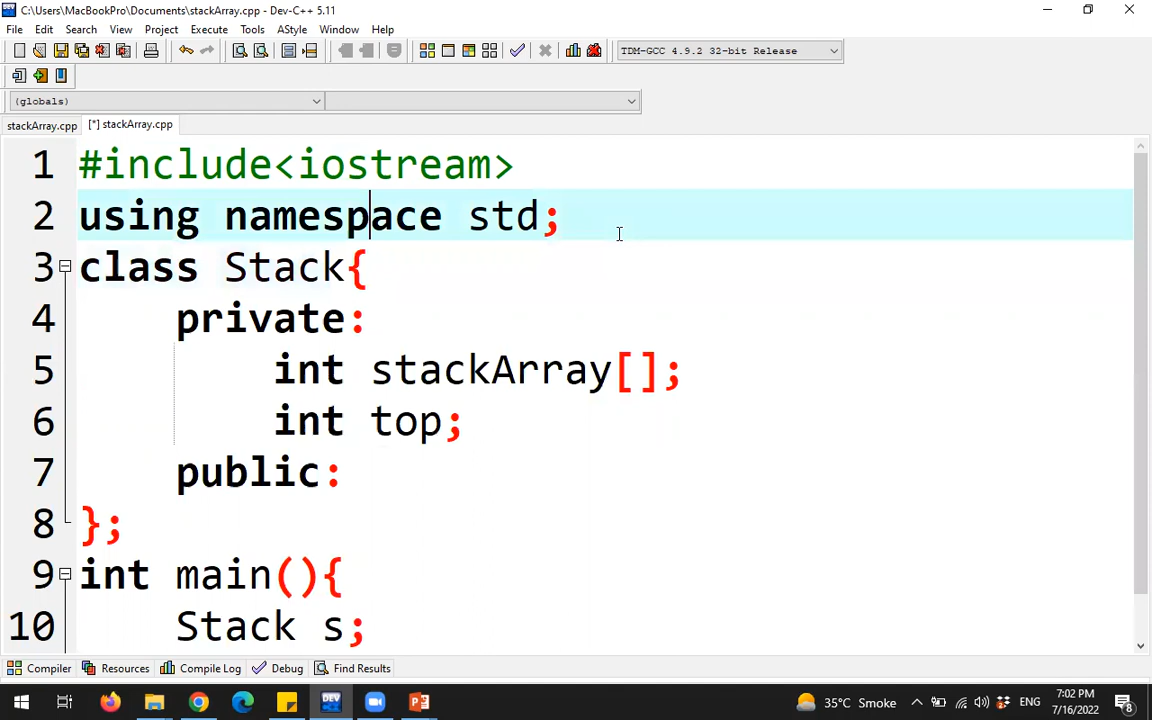 C:\Users\MacBookPro\Documents\stackArray.cpp - Dev-C++ 5.11
File Edit Search View Project Execute Tools AStyle Window Help
TDM-GCC 4.9.2 32-bit Release
(globals)
stackArray.cpp [*] stackArray.cpp
1 #include<iostream>
2 using namespace std;
3 class Stack{
4 private:
5 int stackArray[];
6 int top;
7 public:
8 };
9 int main(){
10 Stack s;
Compiler Resources Compile Log Debug Find Results
DEV 35°C Smoke ENG 7:02 PM
7/16/2022 8